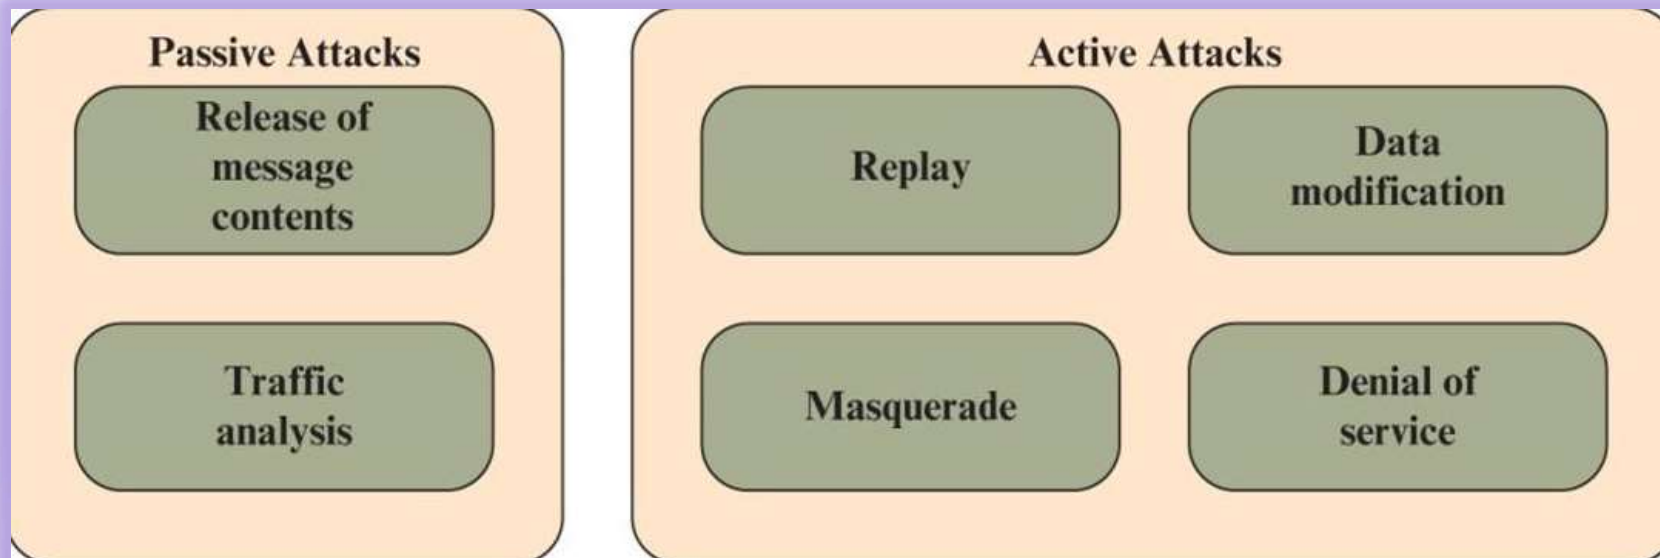 Passive Attacks
Release of
message
contents
Traffic
analysis
Active Attacks
Replay
Data
modification
Masquerade
Denial of
service